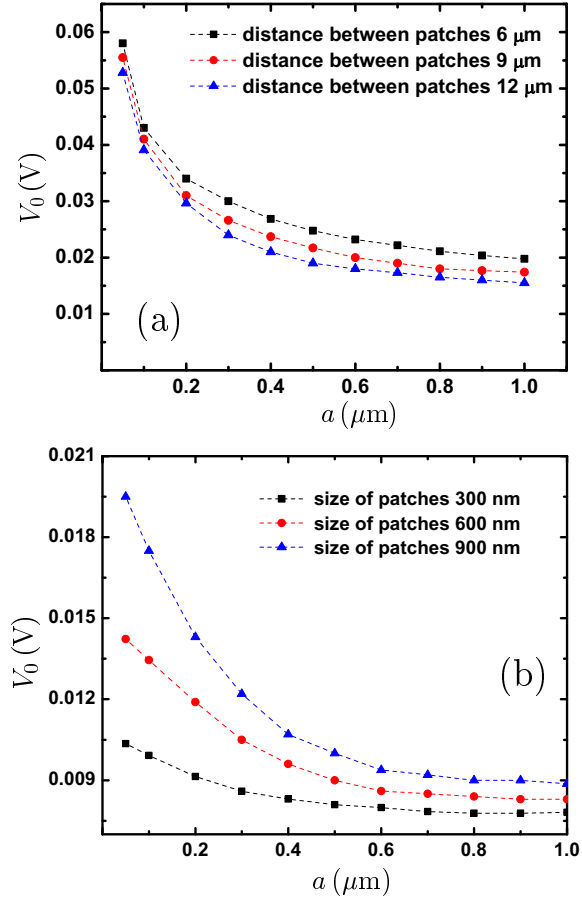 0.06
0.05
0.04
0.03
0.02
0.01
V₀ (V)
distance between patches 6 μm
distance between patches 9 μm
distance between patches 12 μm
(a)
0.2 0.4 0.6 0.8 1.0
a (μm)
0.021
0.018
0.015
0.012
0.009
V₀ (V)
size of patches 300 nm
size of patches 600 nm
size of patches 900 nm
(b)
0.2 0.4 0.6 0.8 1.0
a (μm)